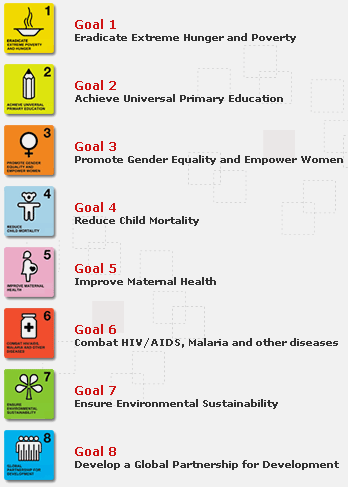 1
ERADICATE
EXTREME POVERTY
AND HUNGER
Goal 1
Eradicate Extreme Hunger and Poverty
2
ACHIEVE UNIVERSAL
PRIMARY EDUCATION
Goal 2
Achieve Universal Primary Education
3
PROMOTE GENDER
EQUALITY AND
EMPOWER WOMEN
Goal 3
Promote Gender Equality and Empower Women
4
REDUCE
CHILD MORTALITY
Goal 4
Reduce Child Mortality
5
IMPROVE MATERNAL
HEALTH
Goal 5
Improve Maternal Health
6
COMBAT HIV/AIDS,
MALARIA AND OTHER
DISEASES
Goal 6
Combat HIV/AIDS, Malaria and other diseases
7
ENSURE
ENVIRONMENTAL
SUSTAINABILITY
Goal 7
Ensure Environmental Sustainability
8
GLOBAL
PARTNERSHIP FOR
DEVELOPMENT
Goal 8
Develop a Global Partnership for Development